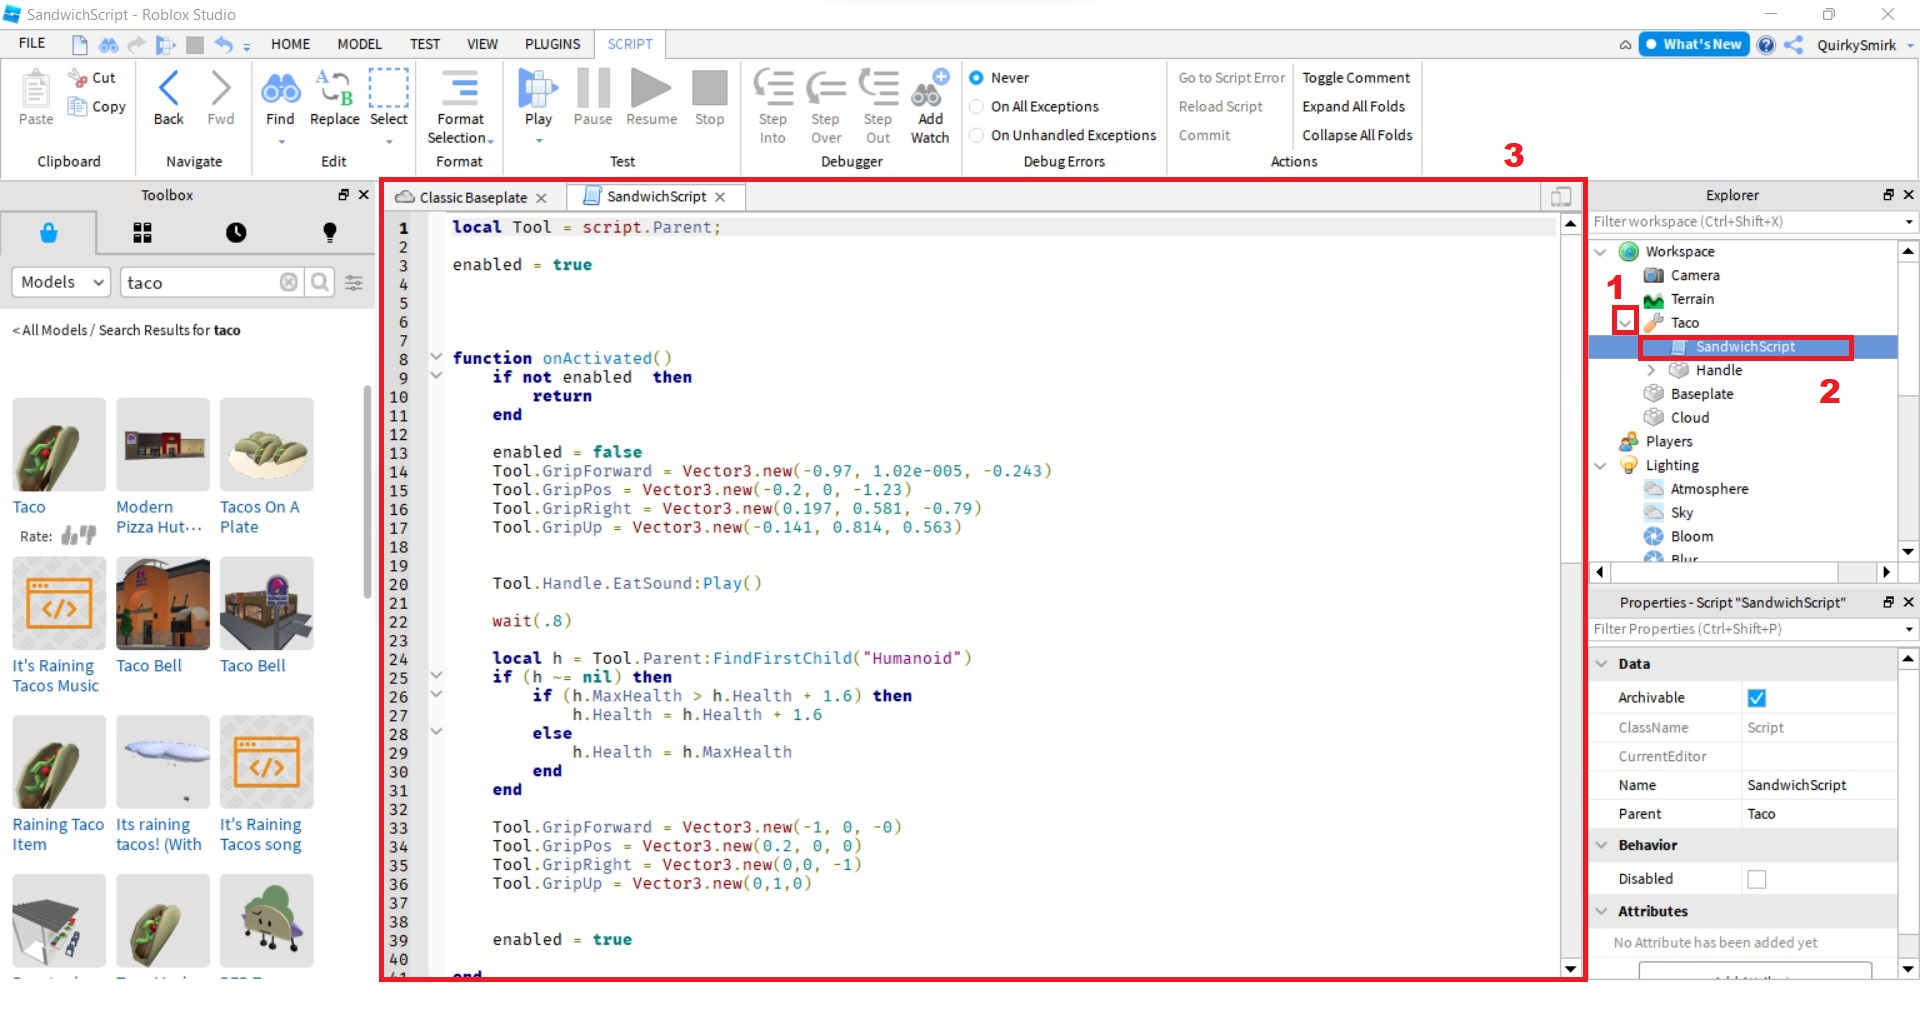 SandwichScript - Roblox Studio
FILE HOME MODEL TEST VIEW PLUGINS SCRIPT What's New QuirkySmirk
Paste Cut Copy
Clipboard
Back Fwd
Navigate
Find Replace Select
Edit
Format Selection
Format
Play Pause Resume Stop
Test
Step Into Step Over Step Out Add Watch
Debugger
Never
On All Exceptions
On Unhandled Exceptions
Debug Errors
Go to Script Error Toggle Comment
Reload Script Expand All Folds
Commit Collapse All Folds
Actions
3
Toolbox
Models taco
< All Models / Search Results for taco
Taco
Rate:
Modern Pizza Hut...
Tacos On A Plate
It's Raining Tacos Music
Taco Bell
Taco Bell
Raining Taco Item
Its raining tacos! (With
It's Raining Tacos song
Classic Baseplate SandwichScript
1 local Tool = script.Parent;
2
3 enabled = true
4
5
6
7
8 function onActivated()
9 if not enabled then
10 return
11 end
12
13 enabled = false
14 Tool.GripForward = Vector3.new(-0.97, 1.02e-005, -0.243)
15 Tool.GripPos = Vector3.new(-0.2, 0, -1.23)
16 Tool.GripRight = Vector3.new(0.197, 0.581, -0.79)
17 Tool.GripUp = Vector3.new(-0.141, 0.814, 0.563)
18
19
20 Tool.Handle.EatSound:Play()
21
22 wait(.8)
23
24 local h = Tool.Parent:FindFirstChild("Humanoid")
25 if (h ~= nil) then
26 if (h.MaxHealth > h.Health + 1.6) then
27 h.Health = h.Health + 1.6
28 else
29 h.Health = h.MaxHealth
30 end
31 end
32
33 Tool.GripForward = Vector3.new(-1, 0, -0)
34 Tool.GripPos = Vector3.new(0.2, 0, 0)
35 Tool.GripRight = Vector3.new(0,0, -1)
36 Tool.GripUp = Vector3.new(0,1,0)
37
38
39 enabled = true
40
41 end
Explorer
Filter workspace (Ctrl+Shift+X)
Workspace
Camera
1
Terrain
Taco
SandwichScript
Handle
2
Baseplate
Cloud
Players
Lighting
Atmosphere
Sky
Bloom
Blur
Properties - Script "SandwichScript"
Filter Properties (Ctrl+Shift+P)
Data
Archivable
ClassName Script
CurrentEditor
Name SandwichScript
Parent Taco
Behavior
Disabled
Attributes
No Attribute has been added yet